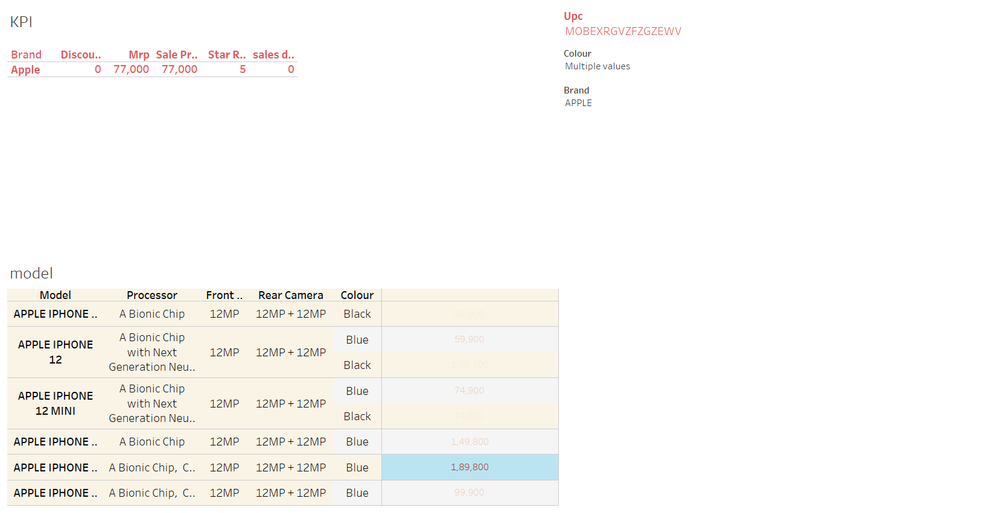 KPI
Brand Discou.. Mrp Sale Pr.. Star R.. sales d..
Apple 0 77,000 77,000 5 0
Upc
MOBEXRGVZFZGZEWV
Colour
Multiple values
Brand
APPLE
model
Model Processor Front .. Rear Camera Colour
APPLE IPHONE .. A Bionic Chip 12MP 12MP + 12MP Black 92,800
APPLE IPHONE
12
A Bionic Chip
with Next
Generation Neu..
12MP 12MP + 12MP
Blue 59,900
Black 1,99,700
APPLE IPHONE
12 MINI
A Bionic Chip
with Next
Generation Neu..
12MP 12MP + 12MP
Blue 74,900
Black 74,900
APPLE IPHONE .. A Bionic Chip 12MP 12MP + 12MP Blue 1,49,800
APPLE IPHONE .. A Bionic Chip, C.. 12MP 12MP + 12MP Blue 1,89,800
APPLE IPHONE .. A Bionic Chip, C.. 12MP 12MP + 12MP Blue 99,900